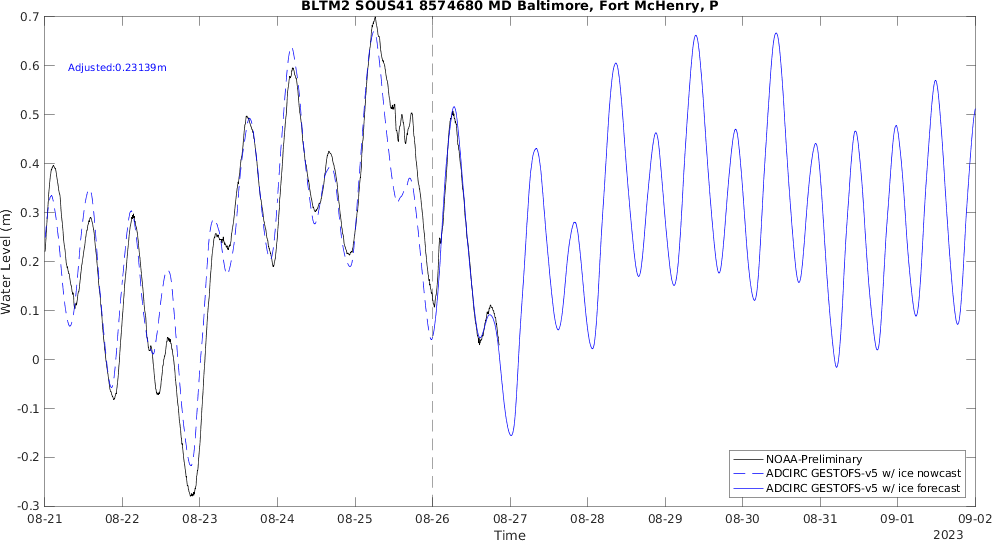 BLTM2 SOUS41 8574680 MD Baltimore, Fort McHenry, P
0.7
0.6
0.5
0.4
0.3
0.2
0.1
0
-0.1
-0.2
-0.3
Water Level (m)
Adjusted:0.23139m
NOAA-Preliminary
ADCIRC GESTOFS-v5 w/ ice nowcast
ADCIRC GESTOFS-v5 w/ ice forecast
08-21 08-22 08-23 08-24 08-25 08-26 08-27 08-28 08-29 08-30 08-31 09-01 09-02
Time
2023